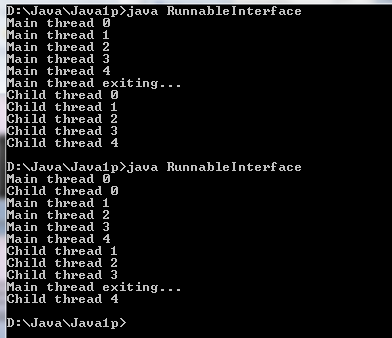 D:\Java\Java1p>java RunnableInterface
Main thread 0
Main thread 1
Main thread 2
Main thread 3
Main thread 4
Main thread exiting...
Child thread 0
Child thread 1
Child thread 2
Child thread 3
Child thread 4
D:\Java\Java1p>java RunnableInterface
Main thread 0
Child thread 0
Main thread 1
Main thread 2
Main thread 3
Main thread 4
Child thread 1
Child thread 2
Child thread 3
Main thread exiting...
Child thread 4
D:\Java\Java1p>